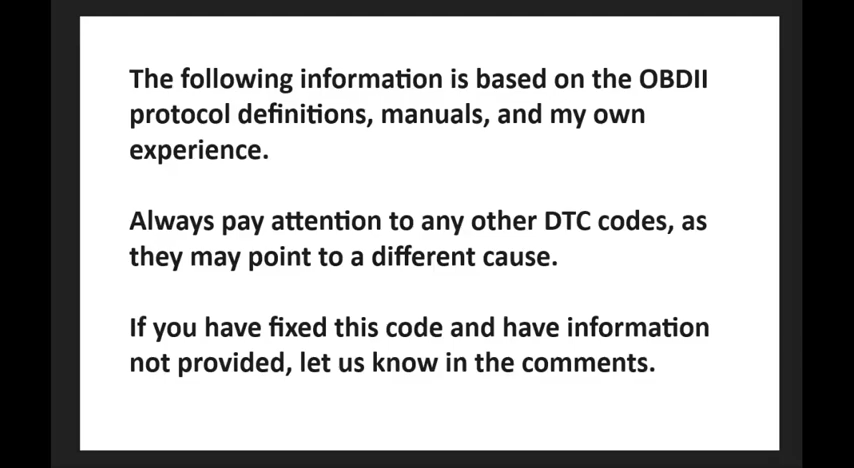 The following information is based on the OBDII
protocol definitions, manuals, and my own
experience.
Always pay attention to any other DTC codes, as
they may point to a different cause.
If you have fixed this code and have information
not provided, let us know in the comments.